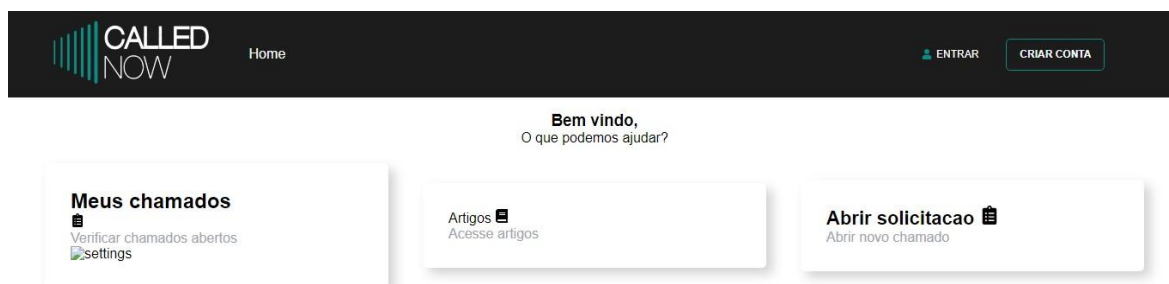 CALLED
NOW
Home
ENTRAR
CRIAR CONTA
Bem vindo,
O que podemos ajudar?
Meus chamados
Verificar chamados abertos
settings
Artigos
Acesse artigos
Abrir solicitacao
Abrir novo chamado